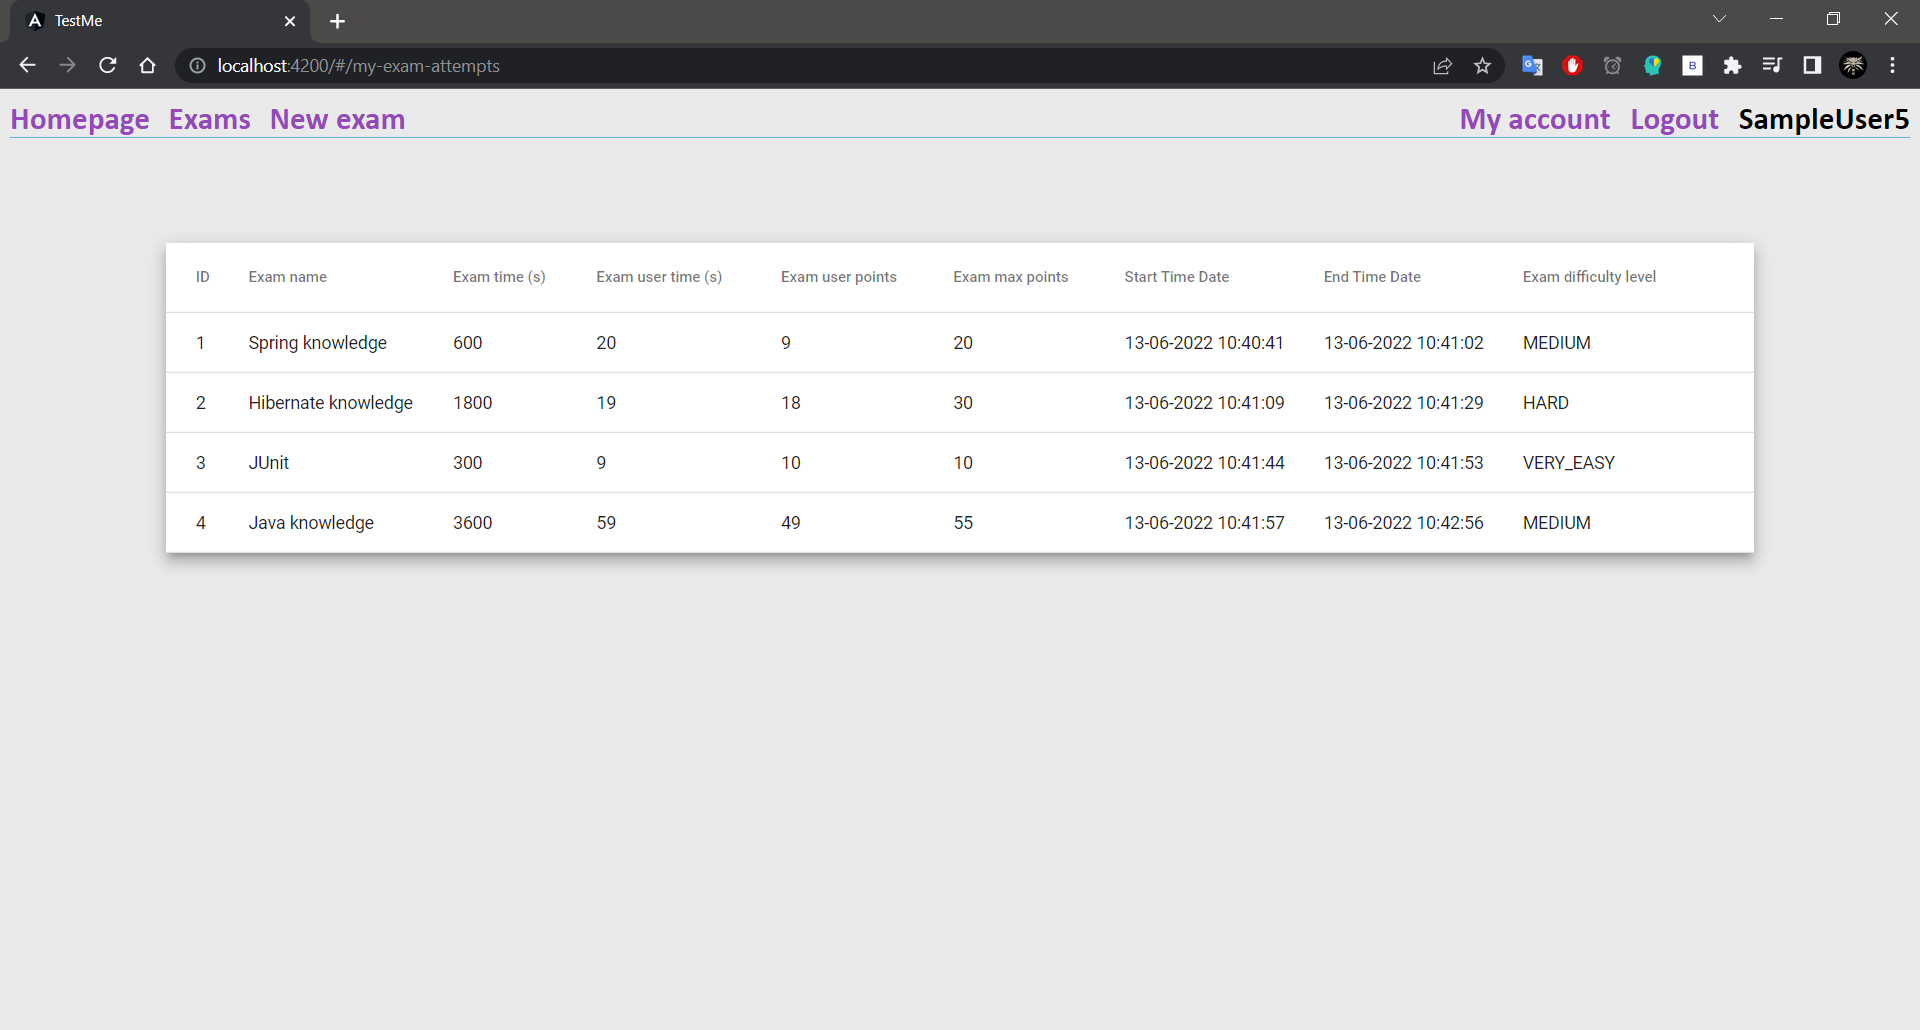 TestMe
localhost:4200/#/my-exam-attempts
Homepage Exams New exam My account Logout SampleUser5
ID Exam name Exam time (s) Exam user time (s) Exam user points Exam max points Start Time Date End Time Date Exam difficulty level
1 Spring knowledge 600 20 9 20 13-06-2022 10:40:41 13-06-2022 10:41:02 MEDIUM
2 Hibernate knowledge 1800 19 18 30 13-06-2022 10:41:09 13-06-2022 10:41:29 HARD
3 JUnit 300 9 10 10 13-06-2022 10:41:44 13-06-2022 10:41:53 VERY_EASY
4 Java knowledge 3600 59 49 55 13-06-2022 10:41:57 13-06-2022 10:42:56 MEDIUM